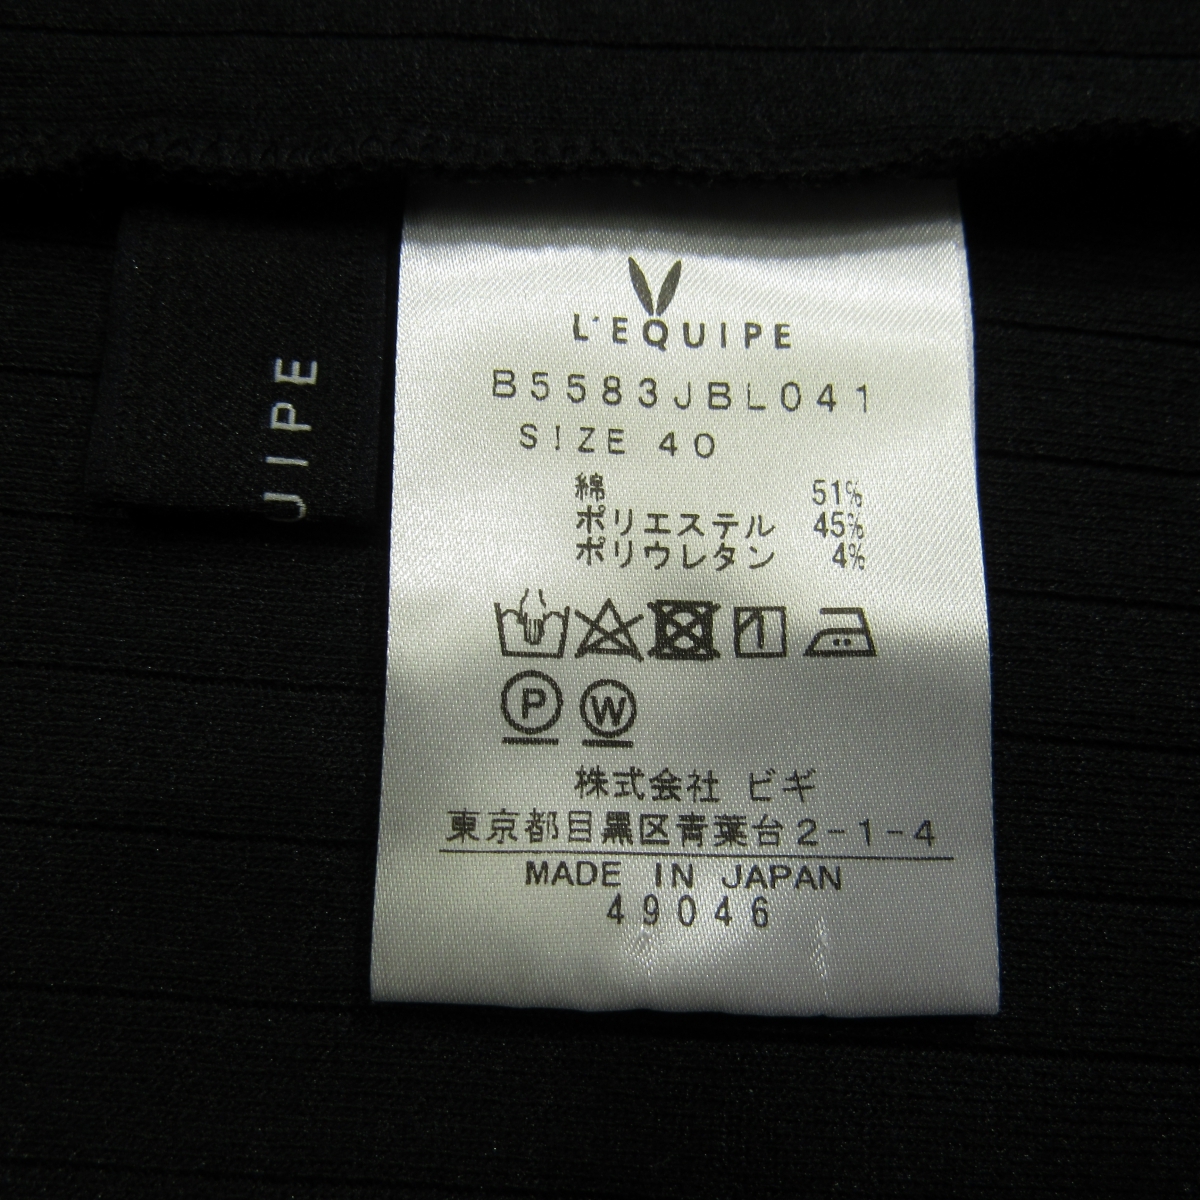 UIPE
L'EQUIPE
B5583JBL041
SIZE 40
綿 51%
ポリエステル 45%
ポリウレタン 4%
P W
株式会社 ビギ
東京都目黒区青葉台2-1-4
MADE IN JAPAN
49046